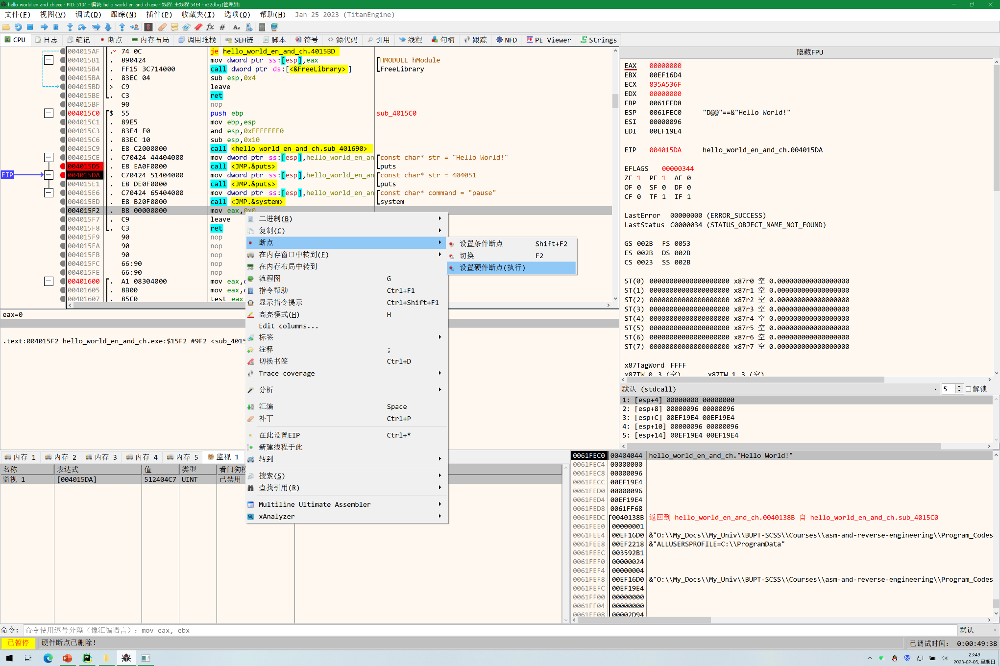 hello_world_en_and_ch.exe - PID: 5104 - 模块: hello_world_en_and_ch.exe - 线程: 主线程 54E4 - x32dbg [管理员]
文件(F) 视图(V) 调试(D) 跟踪(N) 插件(P) 收藏夹(I) 选项(O) 帮助(H) Jan 25 2023 (TitanEngine)
CPU 日志 笔记 断点 内存布局 调用堆栈 SEH链 脚本 符号 源代码 引用 线程 句柄 跟踪 NFD PE Viewer Strings
004015AF .ˇ 74 0C je hello_world_en_and_ch.4015BD
004015B1 . 890424 mov dword ptr ss:[esp],eax HMODULE hModule
004015B4 . FF15 3C714000 call dword ptr ds:[<&FreeLibrary>] FreeLibrary
004015BA . 83EC 04 sub esp,0x4
004015BD > C9 leave
004015BE . C3 ret
004015BF 90 nop
004015C0 $ 55 push ebp sub_4015C0
004015C1 . 89E5 mov ebp,esp
004015C3 . 83E4 F0 and esp,0xFFFFFFF0
004015C6 . 83EC 10 sub esp,0x10
004015C9 . E8 C2000000 call <hello_world_en_and_ch.sub_401690>
004015CE . C70424 44404000 mov dword ptr ss:[esp],hello_world_en_an const char* str = "Hello World!"
004015D5 . E8 EA0F0000 call <JMP.&puts> puts
EIP 004015DA . C70424 51404000 mov dword ptr ss:[esp],hello_world_en_an const char* str = 404051
004015E1 . E8 DE0F0000 call <JMP.&puts> puts
004015E6 . C70424 65404000 mov dword ptr ss:[esp],hello_world_en_an const char* command = "pause"
004015ED . E8 B20F0000 call <JMP.&system> system
004015F2 . B8 00000000 mov eax,0x0
004015F7 . C9 leave
004015F8 . C3 ret
004015F9 90 nop
004015FA 90 nop
004015FB 90 nop
004015FC 66:90 nop
004015FE 66:90 nop
00401600 . A1 08304000 mov eax,
00401605 . 8B00 mov eax,
00401607 . 85C0 test eax
二进制(B)
复制(C)
断点
在内存窗口中转到(F)
在内存布局中转到
流程图 G
指令帮助 Ctrl+F1
显示指令提示 Ctrl+Shift+F1
高亮模式(H) H
Edit columns...
标签
注释 ;
切换书签 Ctrl+D
Trace coverage
分析
汇编 Space
补丁 Ctrl+P
在此设置EIP Ctrl+*
新建线程于此
转到
搜索(S)
查找引用(R)
Multiline Ultimate Assembler
xAnalyzer
设置条件断点 Shift+F2
切换 F2
设置硬件断点(执行)
eax=0
.text:004015F2 hello_world_en_and_ch.exe:$15F2 #9F2 <sub_4015
隐藏FPU
EAX 00000000
EBX 00EF16D4
ECX 835A536F
EDX 00000000
EBP 0061FED8
ESP 0061FEC0 "D@@"==&"Hello World!"
ESI 00000096
EDI 00EF19E4
EIP 004015DA hello_world_en_and_ch.004015DA
EFLAGS 00000344
ZF 1 PF 1 AF 0
OF 0 SF 0 DF 0
CF 0 TF 1 IF 1
LastError 00000000 (ERROR_SUCCESS)
LastStatus C0000034 (STATUS_OBJECT_NAME_NOT_FOUND)
GS 002B FS 0053
ES 002B DS 002B
CS 0023 SS 002B
ST(0) 00000000000000000000 x87r0 空 0.000000000000000000
ST(1) 00000000000000000000 x87r1 空 0.000000000000000000
ST(2) 00000000000000000000 x87r2 空 0.000000000000000000
ST(3) 00000000000000000000 x87r3 空 0.000000000000000000
ST(4) 00000000000000000000 x87r4 空 0.000000000000000000
ST(5) 00000000000000000000 x87r5 空 0.000000000000000000
ST(6) 00000000000000000000 x87r6 空 0.000000000000000000
ST(7) 00000000000000000000 x87r7 空 0.000000000000000000
x87TagWord FFFF
x87TW_0 3 (空) x87TW_1 3 (空)
默认 (stdcall) 5 解锁
1: [esp+4] 00000000 00000000
2: [esp+8] 00000096 00000096
3: [esp+C] 00EF19E4 00EF19E4
4: [esp+10] 00000096 00000096
5: [esp+14] 00EF19E4 00EF19E4
内存 1 内存 2 内存 3 内存 4 内存 5 监视 1
名称 表达式 值 类型 看门狗模
监视 1 [004015DA] 512404C7 UINT 已禁用
0061FEC0 00404044 hello_world_en_and_ch."Hello World!"
0061FEC4 00000000
0061FEC8 00000096
0061FECC 00EF19E4
0061FED0 00000096
0061FED4 00EF19E4
0061FED8 0061FF68
0061FEDC 0040138B 返回到 hello_world_en_and_ch.0040138B 自 hello_world_en_and_ch.sub_4015C0
0061FEE0 00000001
0061FEE4 00EF16D0 &"O:\\My_Docs\\My_Univ\\BUPT-SCSS\\Courses\\asm-and-reverse-engineering\\Program_Codes
0061FEE8 00EF2218 &"ALLUSERSPROFILE=C:\\ProgramData"
0061FEEC 003592B1
0061FEF0 00000024
0061FEF4 00000004
0061FEF8 00EF16D0 &"O:\\My_Docs\\My_Univ\\BUPT-SCSS\\Courses\\asm-and-reverse-engineering\\Program_Codes
0061FEFC 00EF19E4
0061FF00 00000000
0061FF04 00000000
0061FF08 00002D94
命令: 命令使用逗号分隔（像汇编语言）: mov eax, ebx 默认
已暂停 硬件断点已删除! 已调试时间: 0:00:49:38
23:49
2023-02-05, 星期日